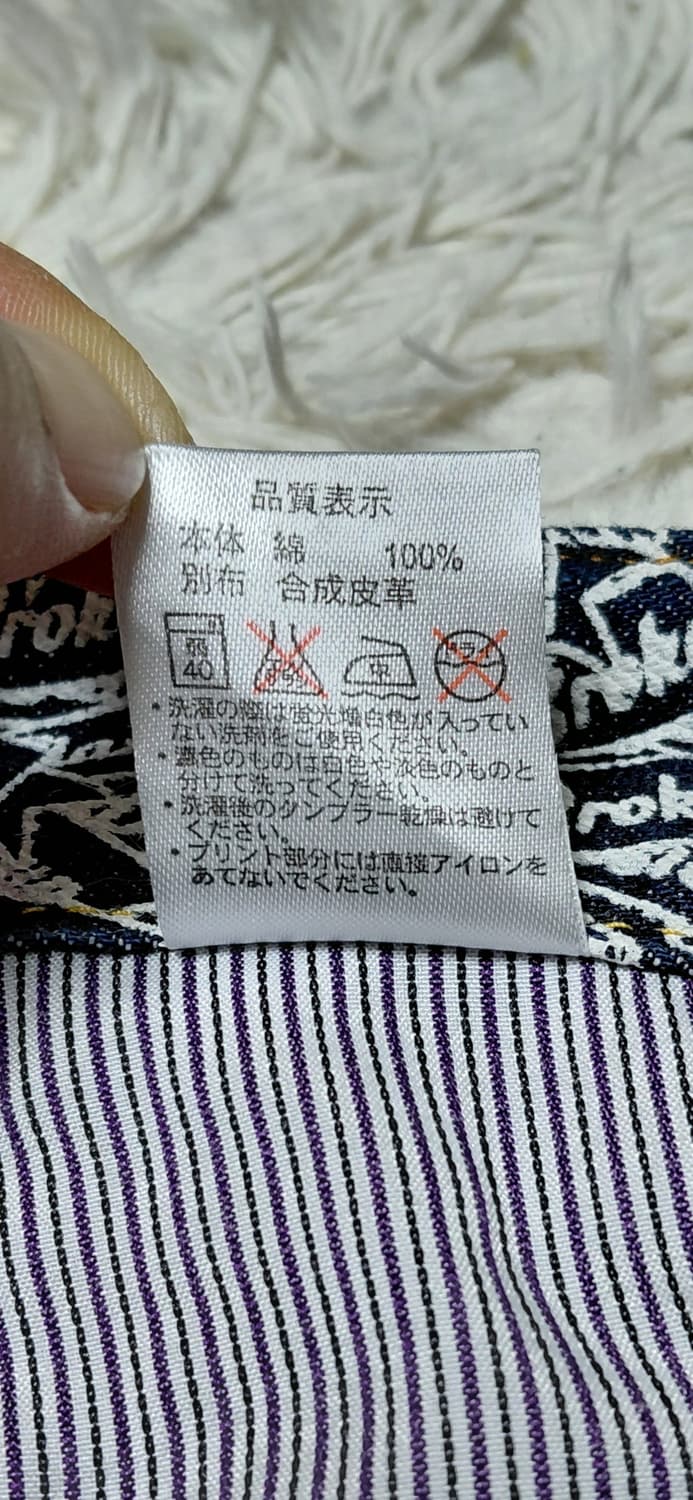 品質表示
本体 綿 100%
別布 合成皮革
弱
40
中
・洗濯の際は蛍光増白色が入ってい
ない洗剤をご使用ください。
・濃色のものは白色や淡色のものと
分けて洗ってください。
・洗濯後のタンブラー乾燥は避けて
ください。
・プリント部分には直接アイロンを
あてないでください。